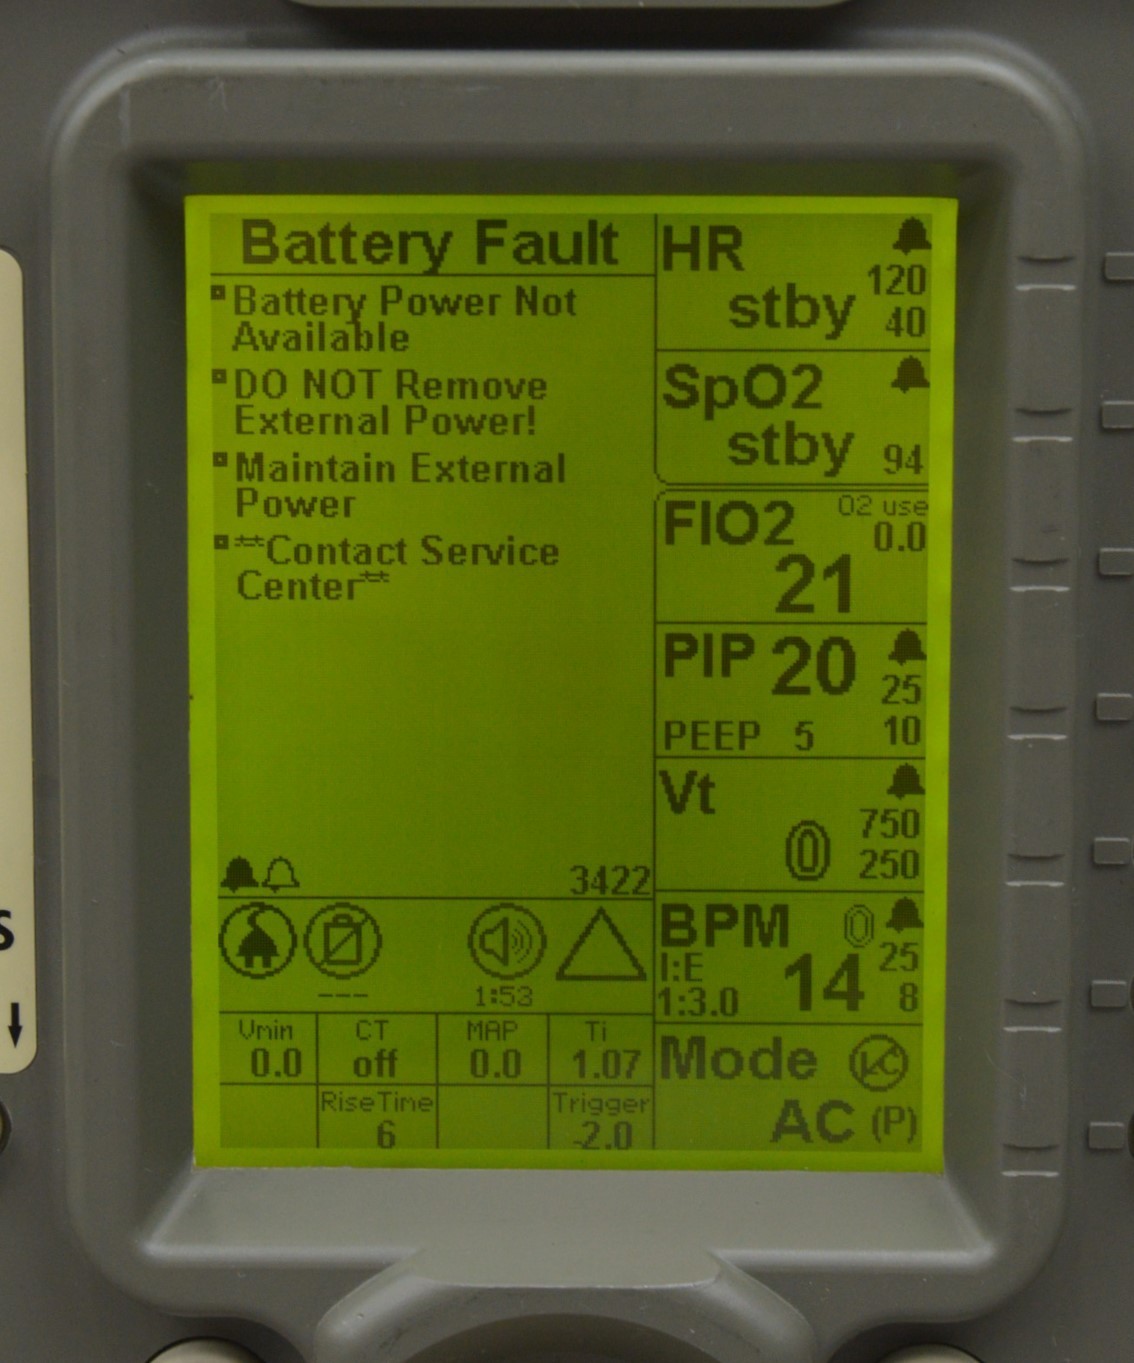 Battery Fault
Battery Power Not
Available
DO NOT Remove
External Power!
Maintain External
Power
**Contact Service
Center**
3422
1:53
---
Vmin
0.0
CT
off
MAP
0.0
Ti
1.07
RiseTime
6
Trigger
-2.0
HR
120
stby
40
SpO2
stby
94
FIO2
O2 use
0.0
21
PIP 20
25
PEEP 5
10
Vt
750
0
250
BPM
0
25
I:E
14
1:3.0
8
Mode
AC (P)
S